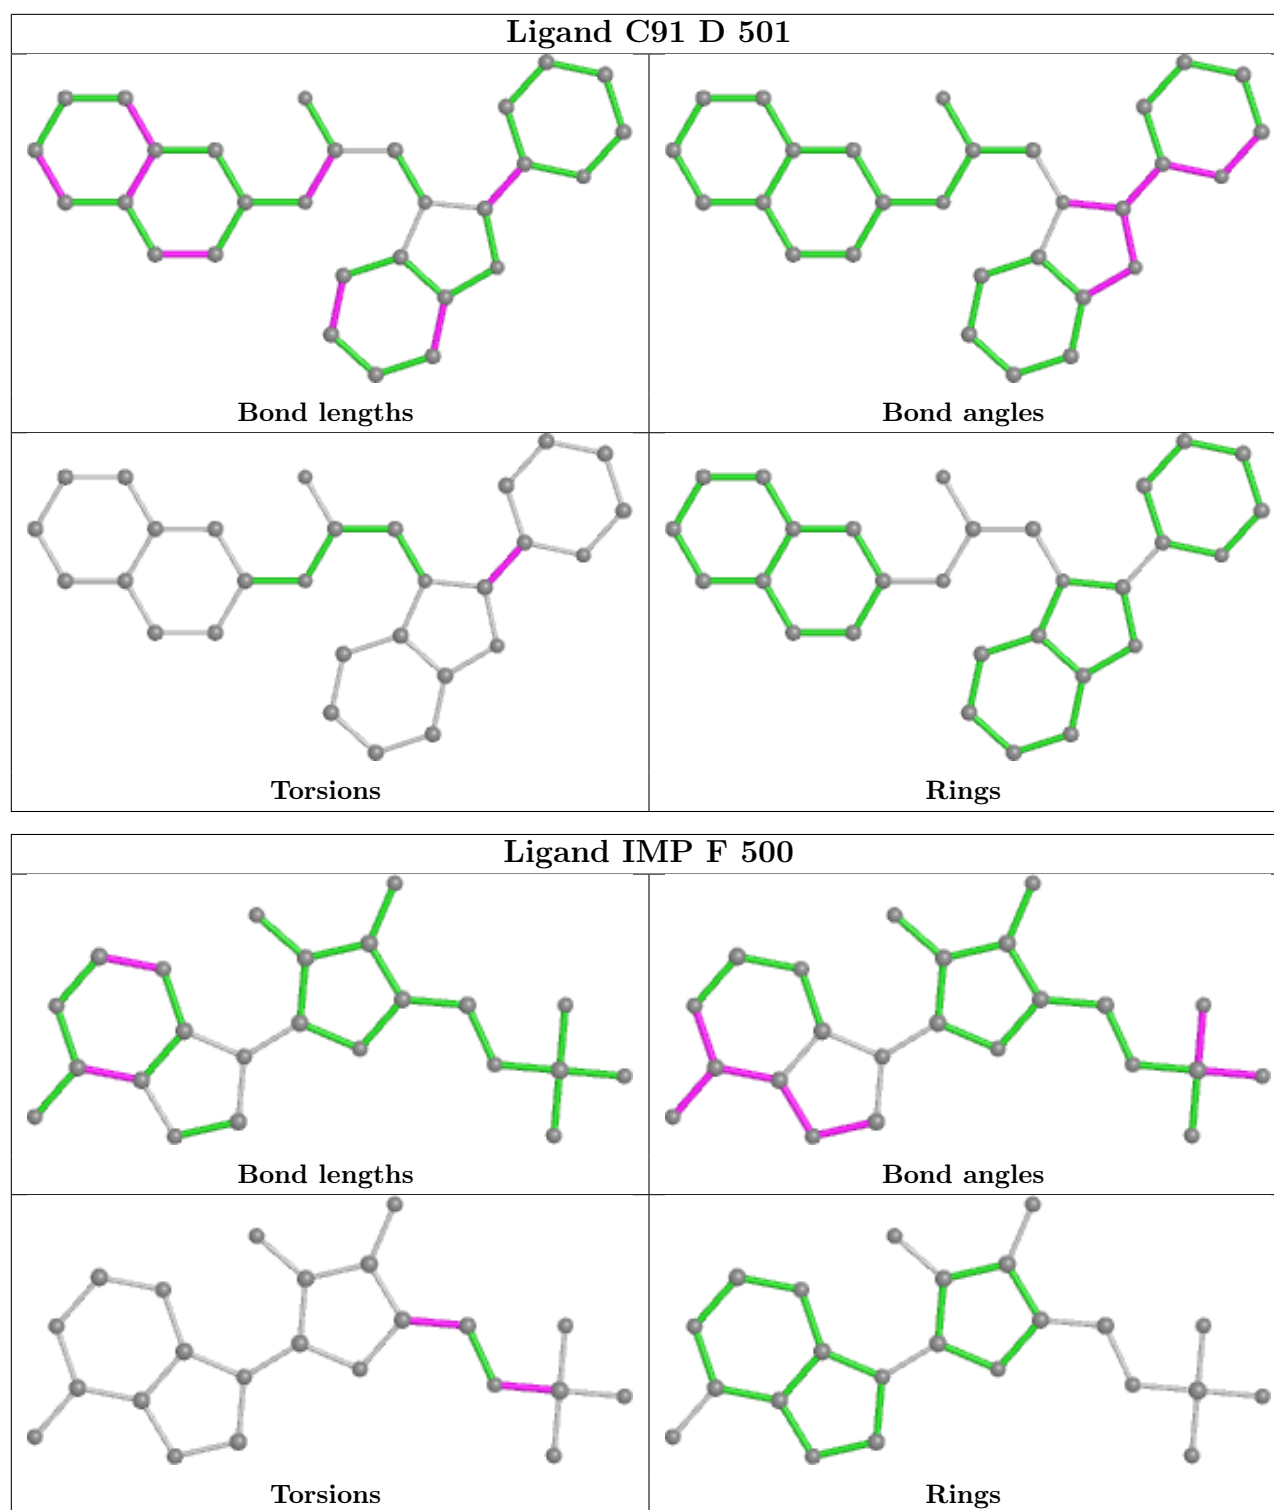 Ligand C91 D 501
Bond lengths
Bond angles
Torsions
Rings
Ligand IMP F 500
Bond lengths
Bond angles
Torsions
Rings